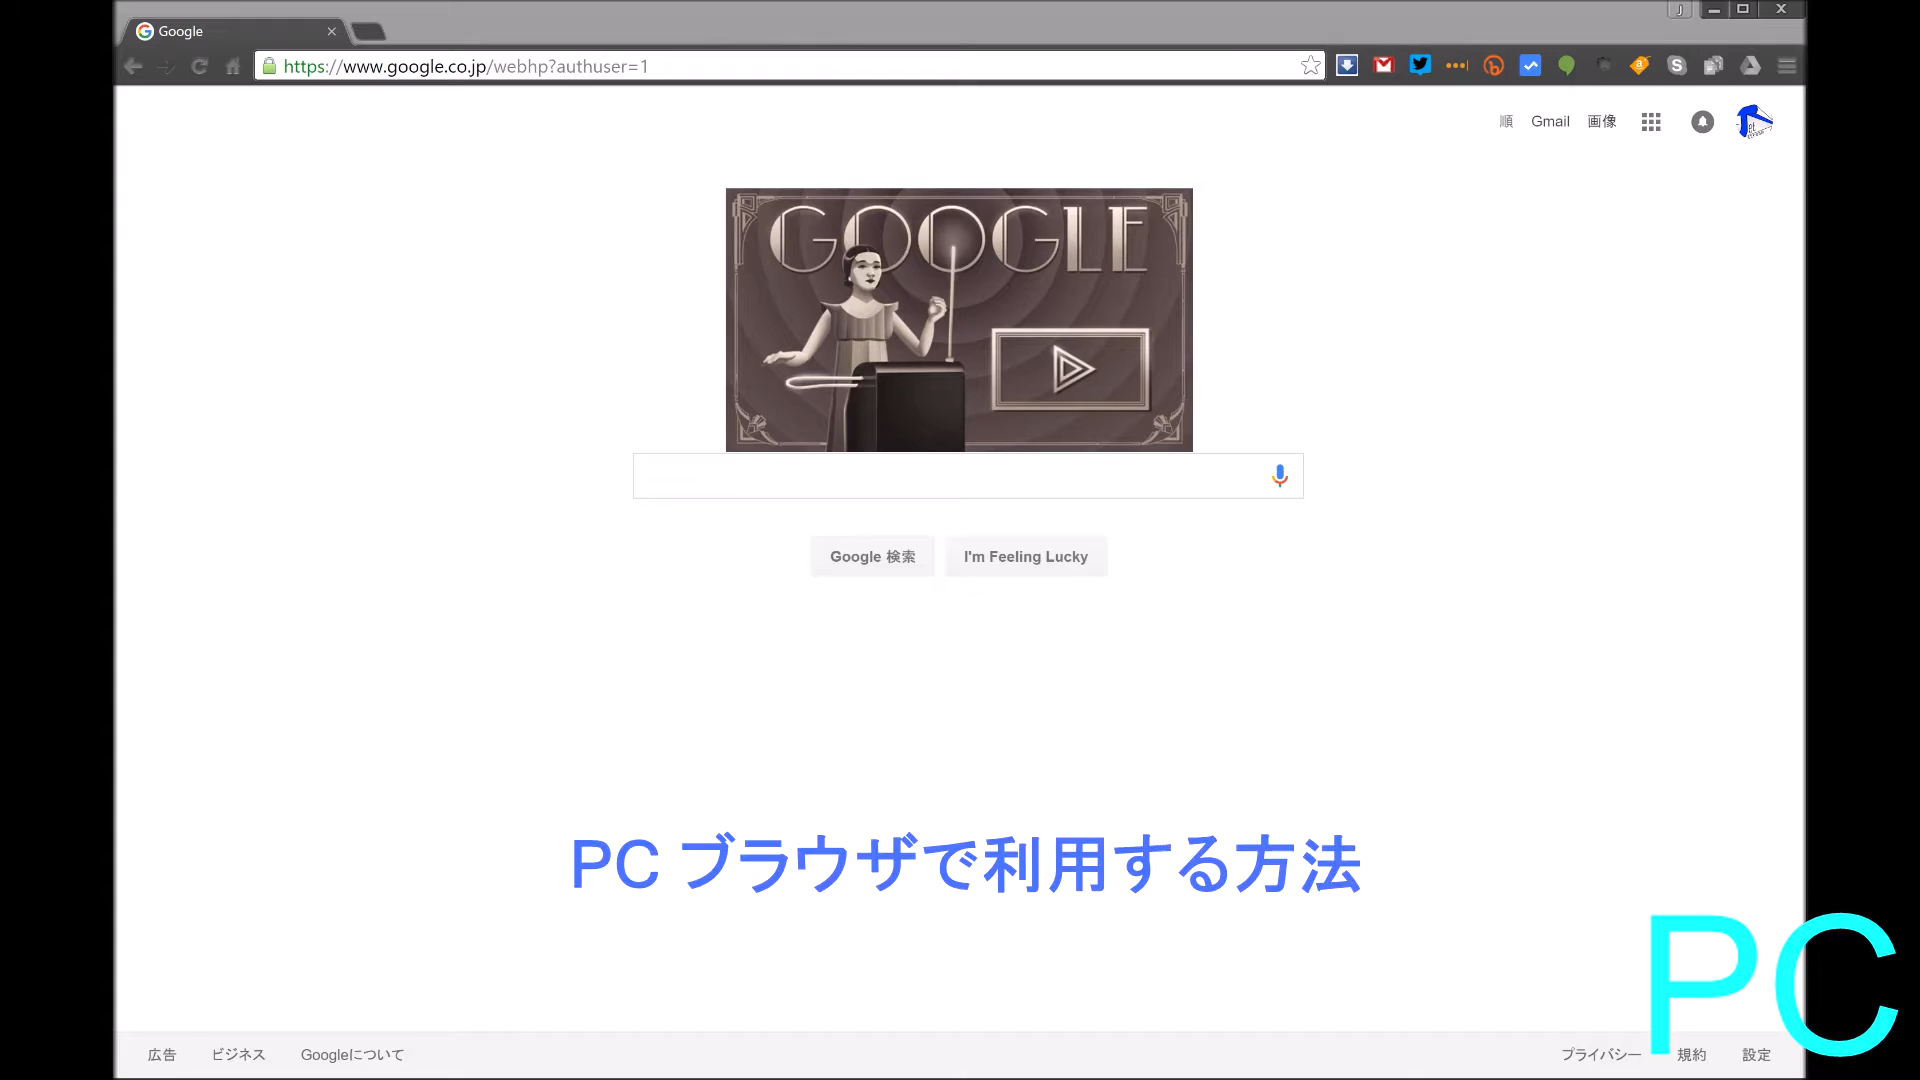 Google
https://www.google.co.jp/webhp?authuser=1
順 Gmail 画像
GOOGLE
Google 検索 I'm Feeling Lucky
PC ブラウザで利用する方法
PC
広告 ビジネス Googleについて プライバシー 規約 設定